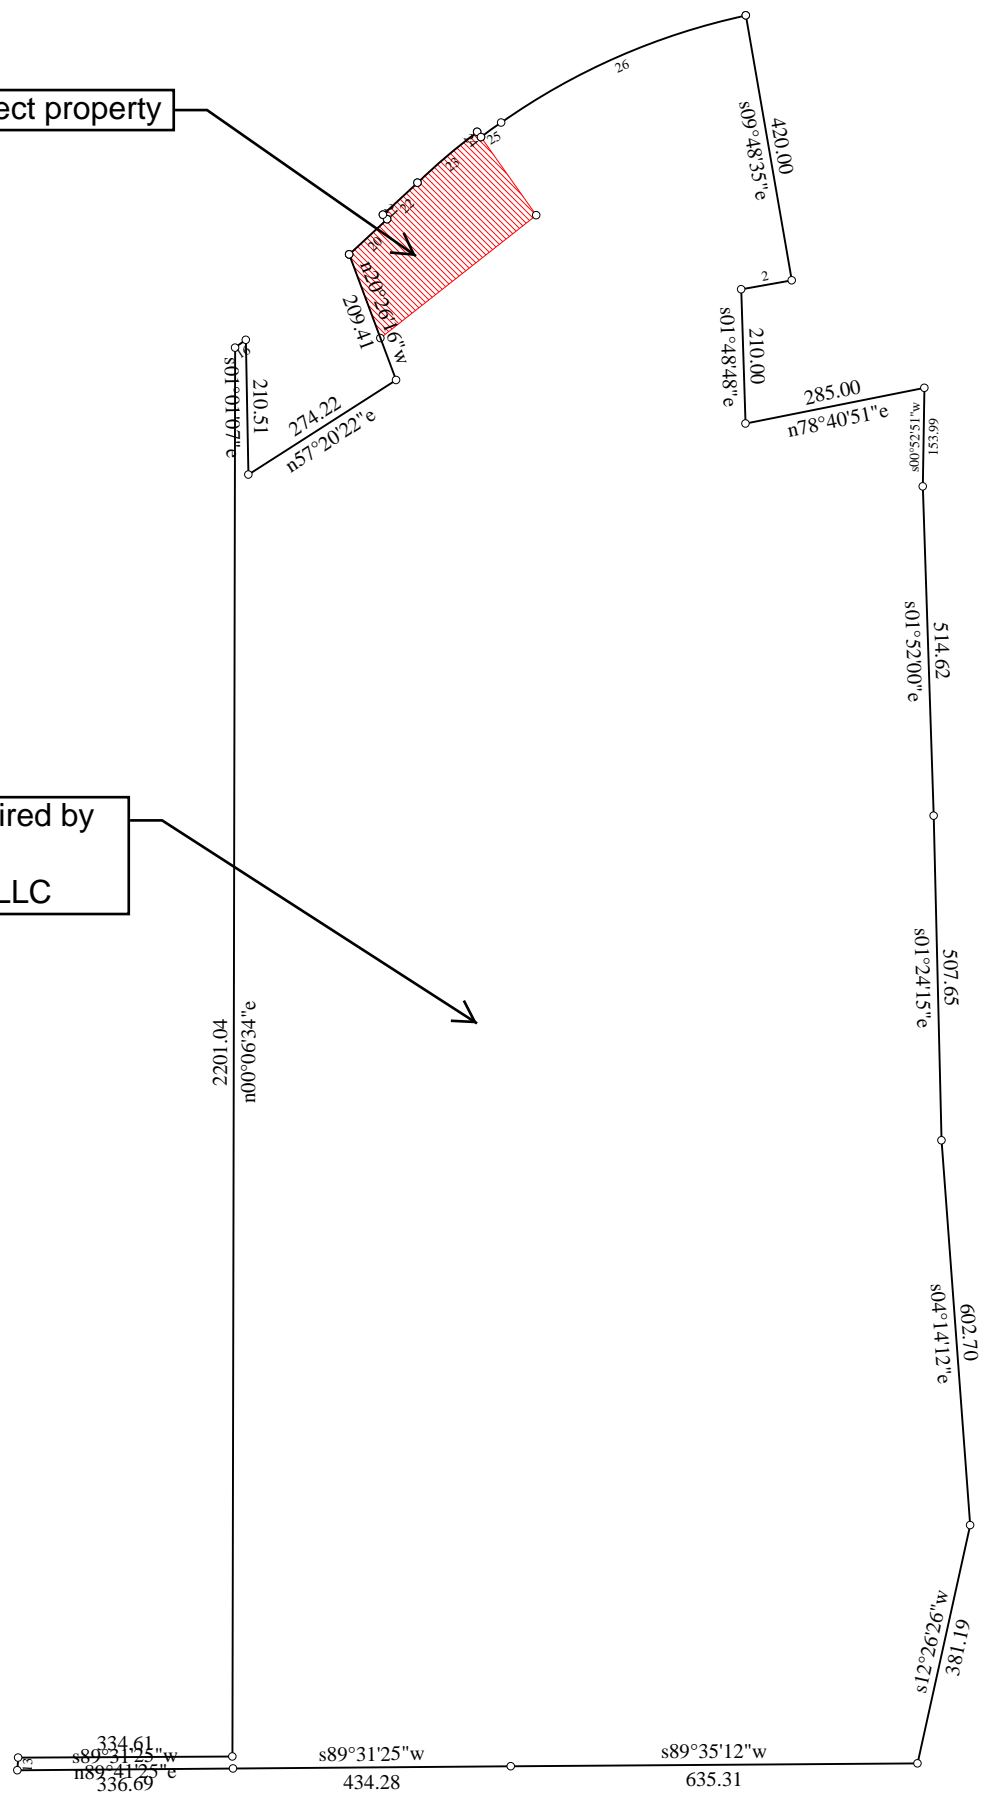 26
ect property
420.00
s09°48'35"e
25
23
22
20
n20°26'16"w
209.41
2
16
s01°01'07"e
210.51
274.22
n57°20'22"e
210.00
s01°48'48"e
285.00
n78°40'51"e
s00°52'51"w
153.99
514.62
s01°52'00"e
ired by
LLC
507.65
s01°24'15"e
2201.04
n00°06'34"e
602.70
s04°14'12"e
s12°26'26"w
381.19
334.61
s89°31'25"w
13
n89°41'25"e
336.69
s89°31'25"w
434.28
s89°35'12"w
635.31